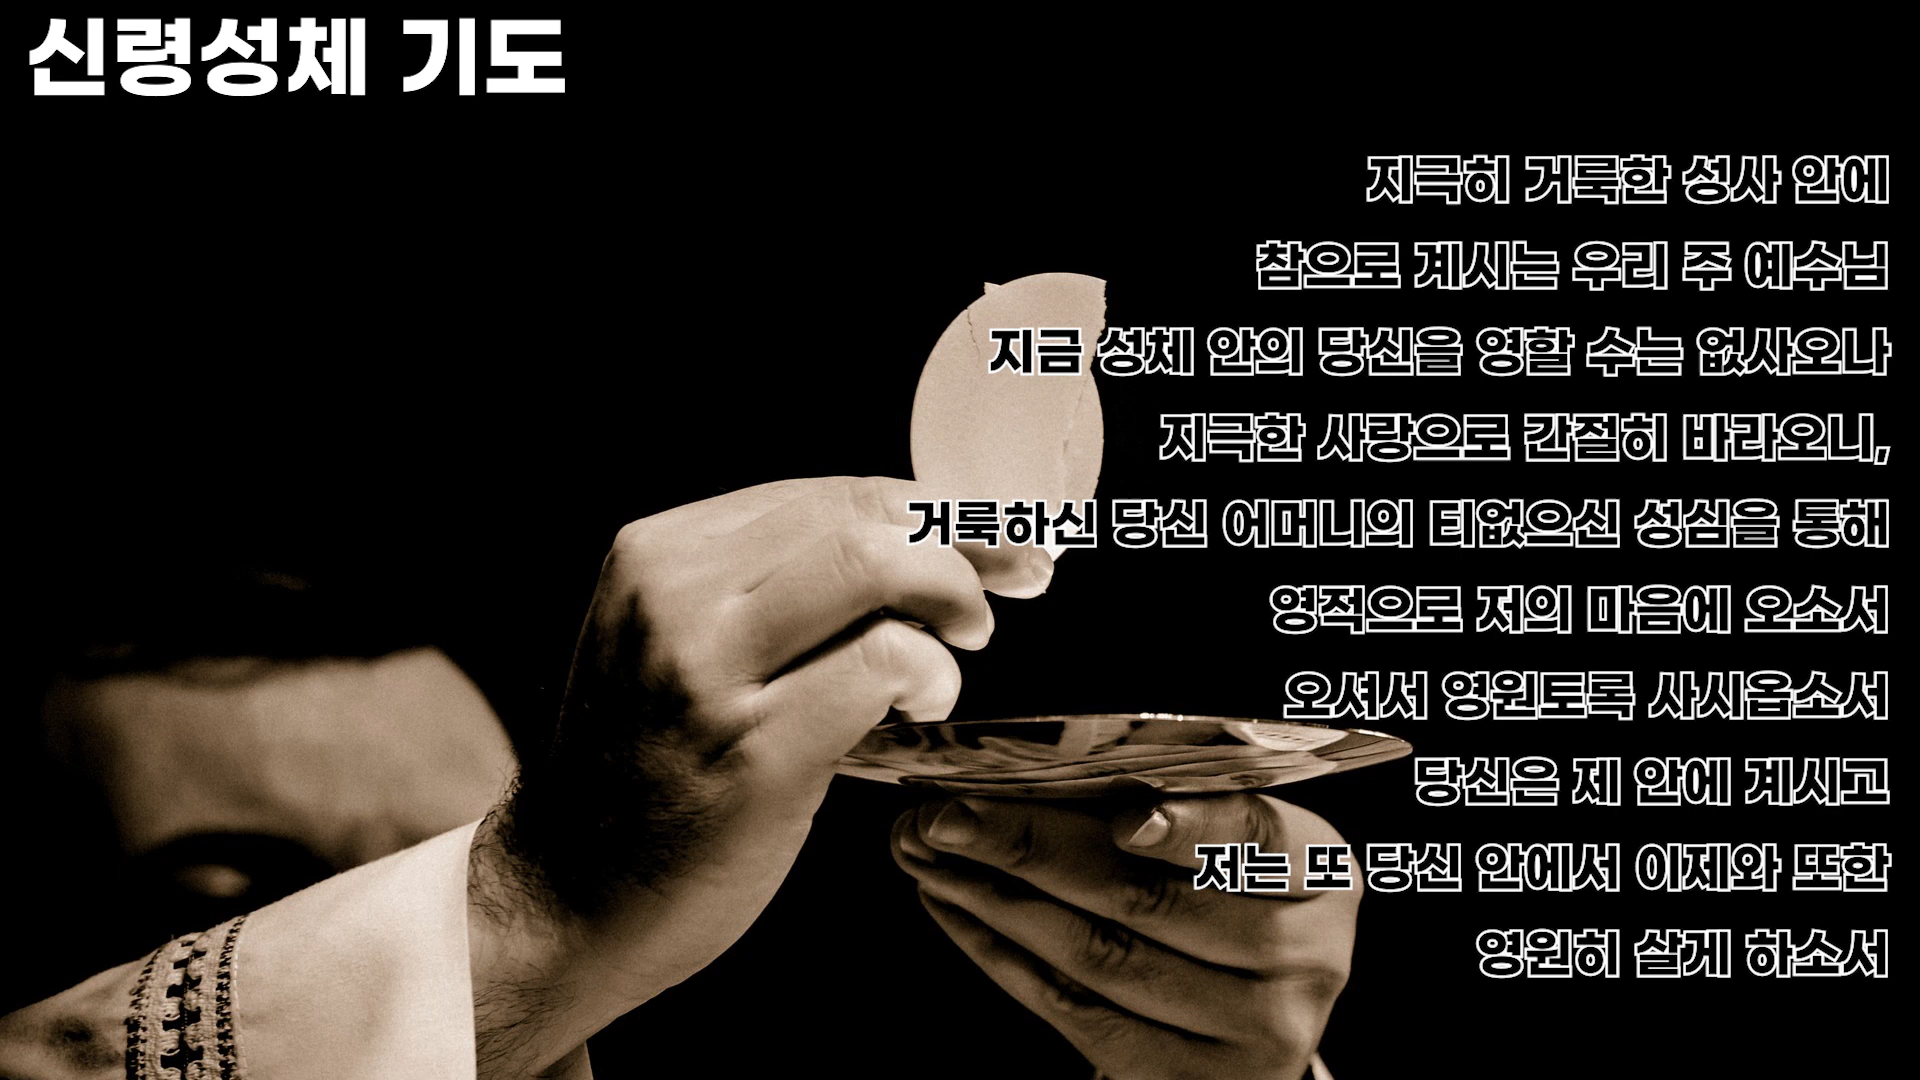 신령성체 기도
지극히 거룩한 성사 안에
참으로 계시는 우리 주 예수님
지금 성체 안의 당신을 영할 수는 없사오나
지극한 사랑으로 간절히 바라오니,
거룩하신 당신 어머니의 티없으신 성심을 통해
영적으로 저의 마음에 오소서
오셔서 영원토록 사시옵소서
당신은 제 안에 계시고
저는 또 당신 안에서 이제와 또한
영원히 살게 하소서